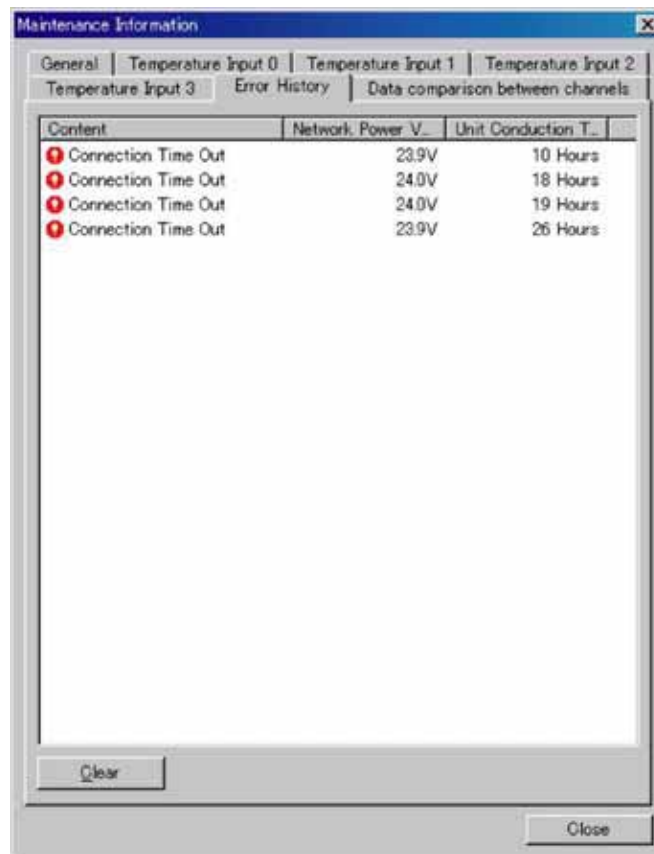 Maintenance Information
General Temperature Input 0 Temperature Input 1 Temperature Input 2
Temperature Input 3 Error History Data comparison between channels
Content Network Power V... Unit Conduction T...
Connection Time Out 23.9V 10 Hours
Connection Time Out 24.0V 18 Hours
Connection Time Out 24.0V 19 Hours
Connection Time Out 23.9V 26 Hours
Clear
Close